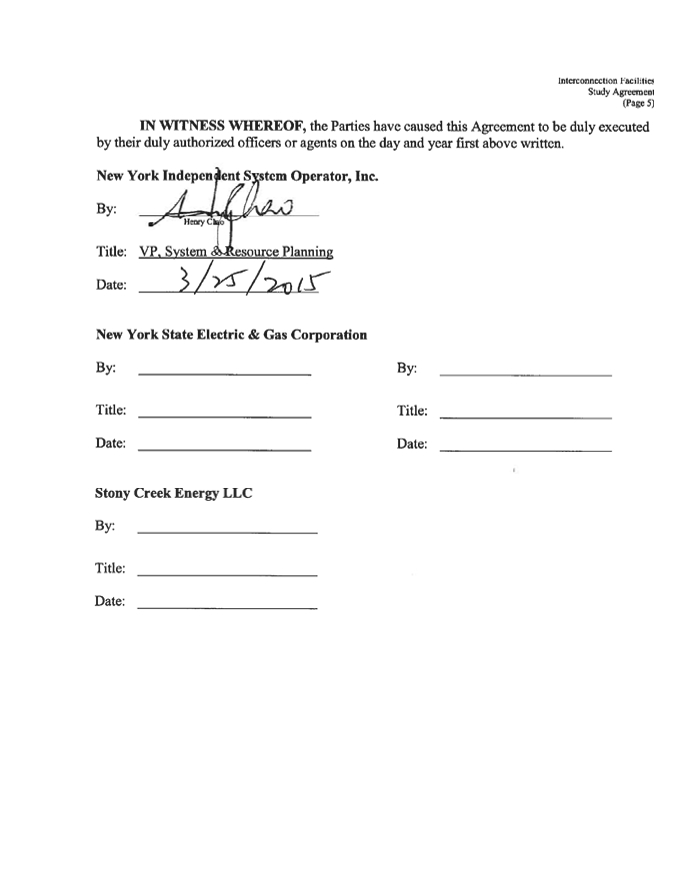 Interconnection Facilities
Study Agreement
(Page 5)
IN WITNESS WHEREOF, the Parties have caused this Agreement to be duly executed
by their duly authorized officers or agents on the day and year first above written.
New York Independent System Operator, Inc.
By:
Henry Chao
Title: VP, System & Resource Planning
Date: 3/25/2015
New York State Electric & Gas Corporation
By: By:
Title: Title:
Date: Date:
Stony Creek Energy LLC
By:
Title:
Date: